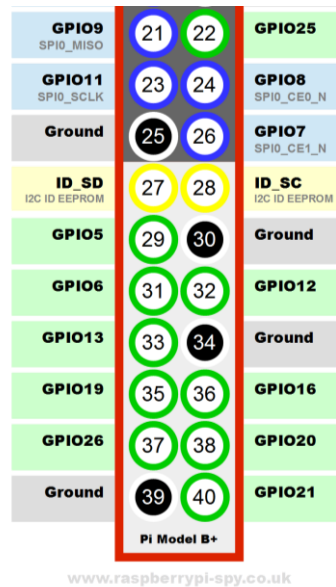 GPIO9 21 22 GPIO25
SPI0_MISO
GPIO11 23 24 GPIO8
SPI0_SCLK SPI0_CE0_N
Ground 25 26 GPIO7
SPI0_CE1_N
ID_SD 27 28 ID_SC
I2C ID EEPROM I2C ID EEPROM
GPIO5 29 30 Ground
GPIO6 31 32 GPIO12
GPIO13 33 34 Ground
GPIO19 35 36 GPIO16
GPIO26 37 38 GPIO20
Ground 39 40 GPIO21
Pi Model B+
www.raspberrypi-spy.co.uk